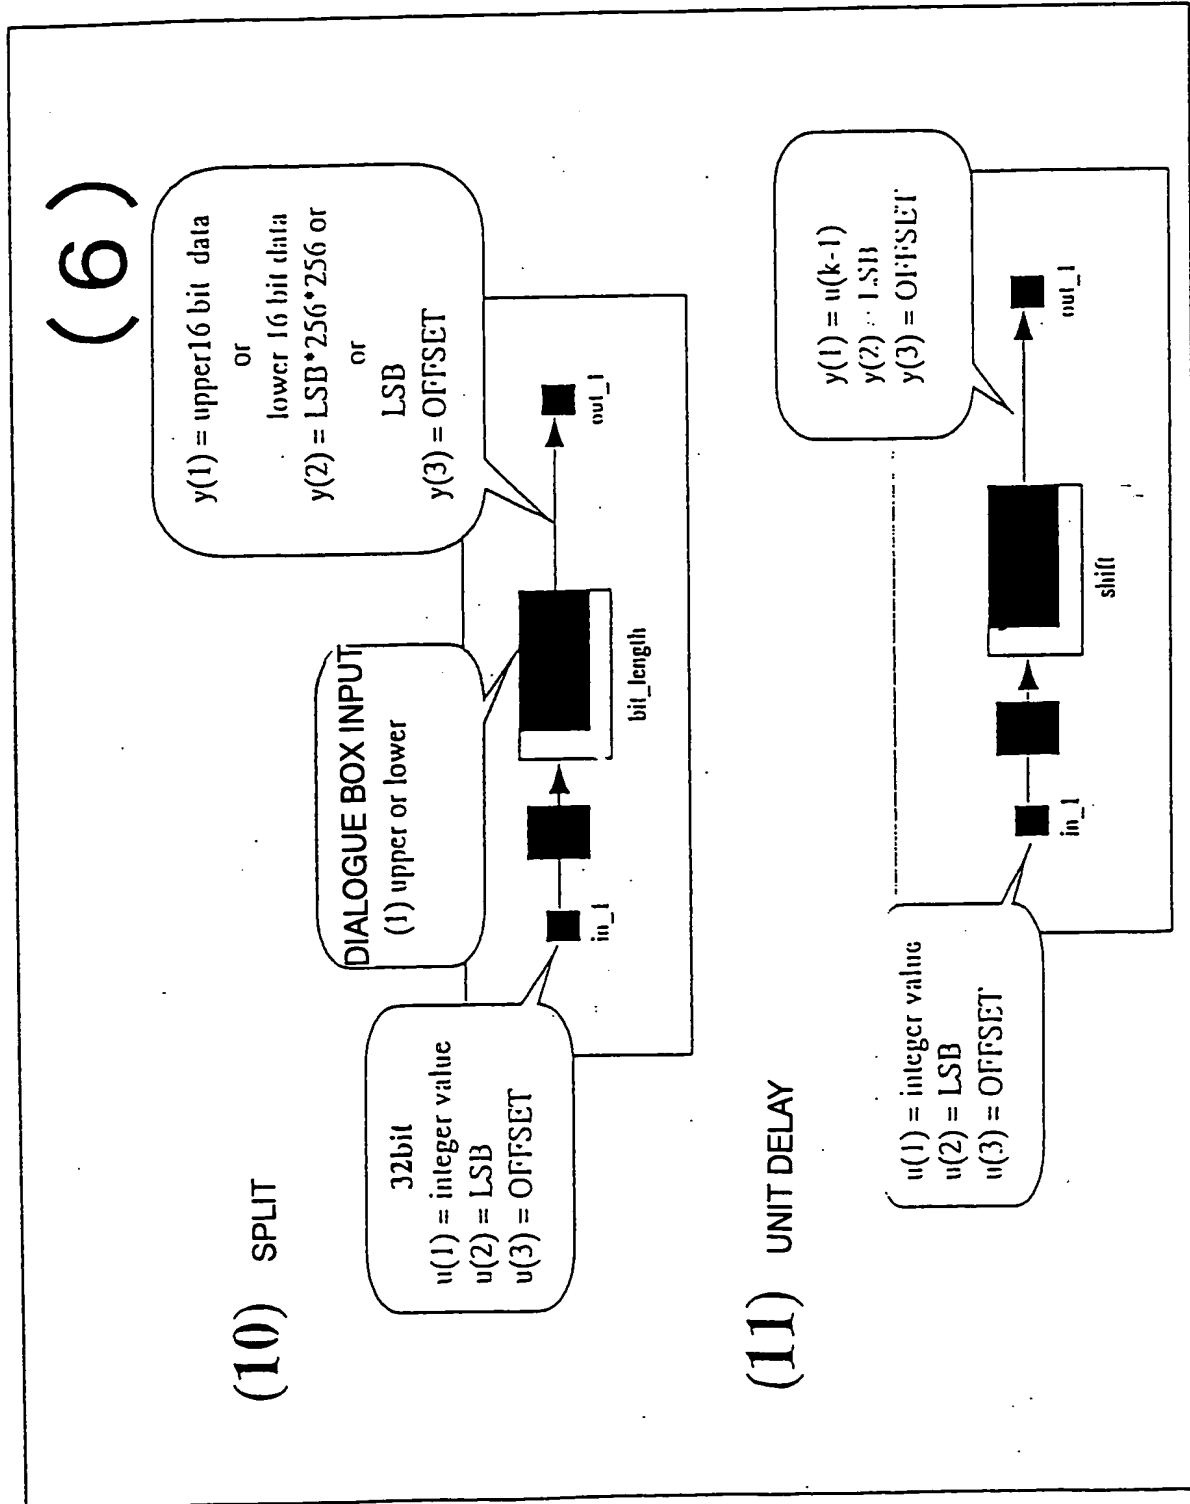 (6)
(10) SPLIT
32bit
u(1) = integer value
u(2) = LSB
u(3) = OFFSET
DIALOGUE BOX INPUT
(1) upper or lower
y(1) = upper16 bit data
or
lower 16 bit data
y(2) = LSB*256*256 or
or
LSB
y(3) = OFFSET
in_1
bit_length
out_1
(11) UNIT DELAY
u(1) = integer value
u(2) = LSB
u(3) = OFFSET
y(1) = u(k-1)
y(2) = LSB
y(3) = OFFSET
in_1
shift
out_1